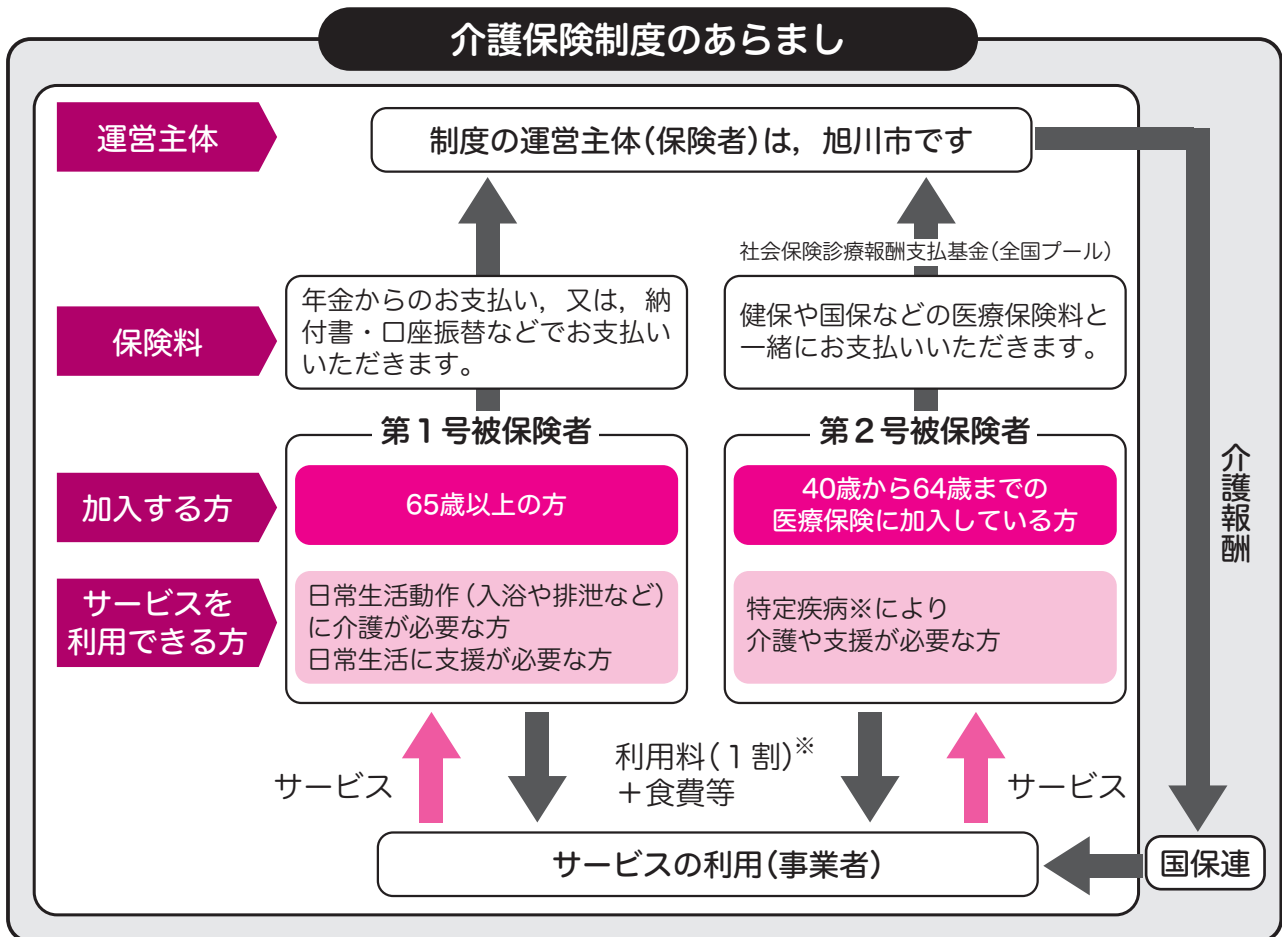 介護保険制度のあらまし
運営主体
制度の運営主体(保険者)は，旭川市です
社会保険診療報酬支払基金(全国プール)
保険料
年金からのお支払い，又は，納
付書・口座振替などでお支払い
いただきます。
健保や国保などの医療保険料と
一緒にお支払いいただきます。
第１号被保険者
第２号被保険者
加入する方
65歳以上の方
40歳から64歳までの
医療保険に加入している方
サービスを
利用できる方
日常生活動作(入浴や排泄など)
に介護が必要な方
日常生活に支援が必要な方
特定疾病※により
介護や支援が必要な方
サービス
利用料(１割)※
＋食費等
サービス
サービスの利用(事業者)
国保連
介護報酬